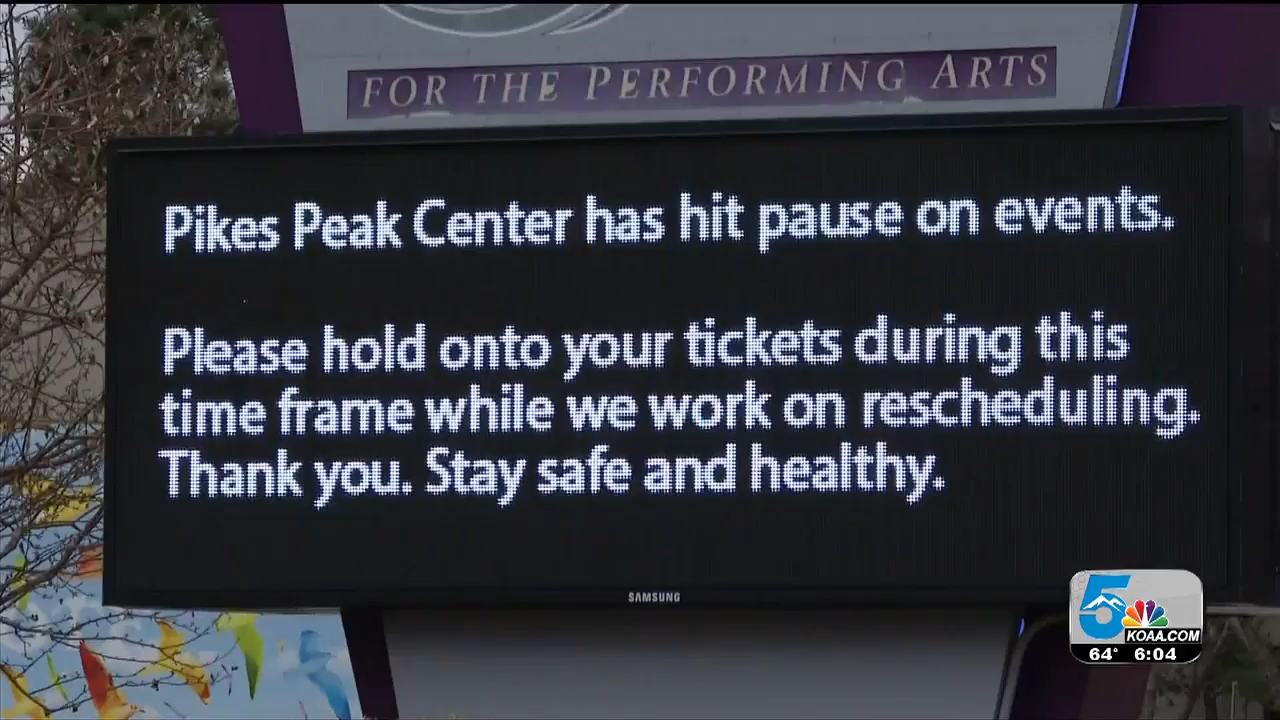 FOR THE PERFORMING ARTS
Pikes Peak Center has hit pause on events.
Please hold onto your tickets during this
time frame while we work on rescheduling.
Thank you. Stay safe and healthy.
SAMSUNG
5
KOAA.COM
64° 6:04